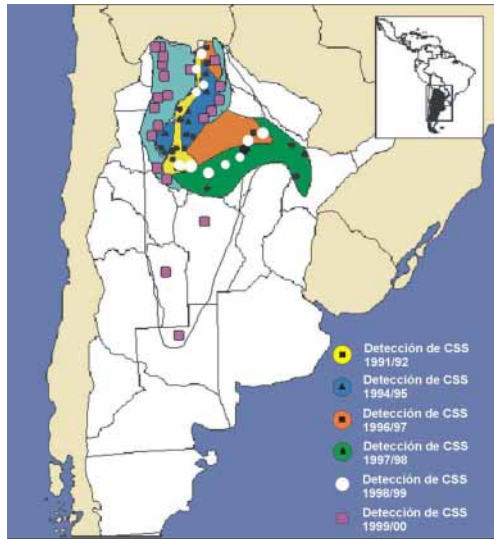 Detección de CSS
1991/92
Detección de CSS
1994/95
Detección de CSS
1996/97
Detección de CSS
1997/98
Detección de CSS
1998/99
Detección de CSS
1999/00